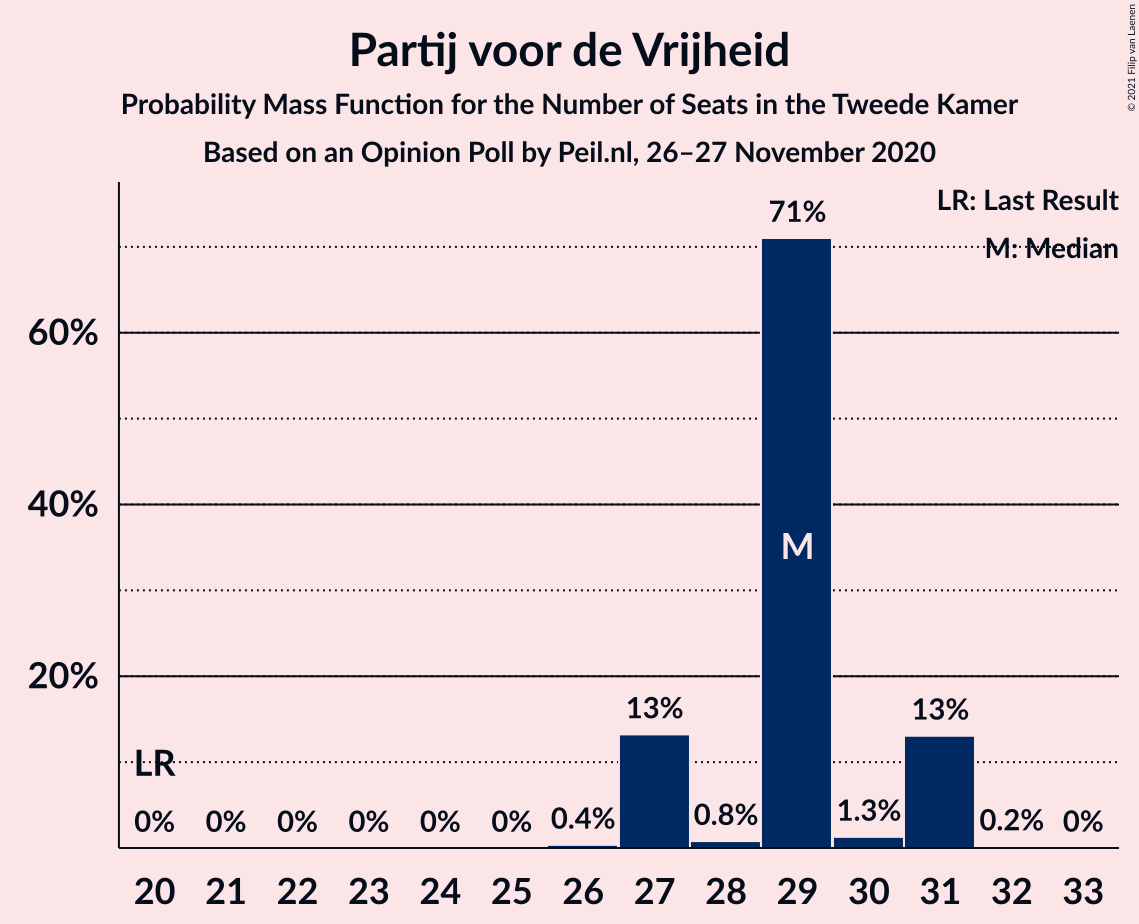 Partij voor de Vrijheid
Probability Mass Function for the Number of Seats in the Tweede Kamer
Based on an Opinion Poll by Peil.nl, 26–27 November 2020
© 2021 Filip van Laenen
LR: Last Result
M: Median
71%
60%
40%
20%
M
LR
0%
0%
0%
0%
0%
0%
0.4%
13%
0.8%
1.3%
13%
0.2%
0%
20 21 22 23 24 25 26 27 28 29 30 31 32 33